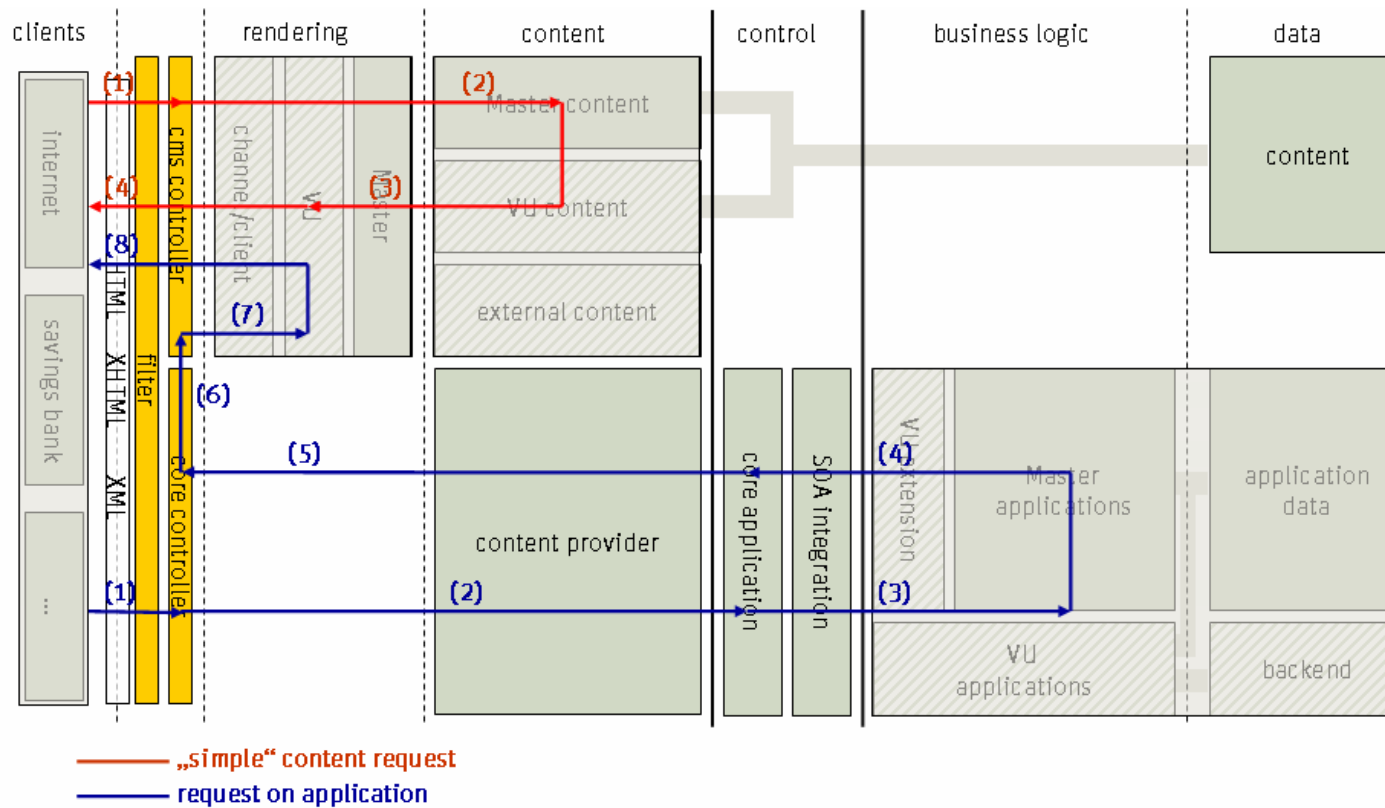 clients
rendering
content
control
business logic
data
(1)
(2)
Master content
internet
cms controller
channel/client
VU
Master
content
(4)
(3)
VU content
(8)
HTML
external content
(7)
savings bank
XHTML
filter
(6)
XML
core controller
(5)
(4)
core application
SOA integration
VU extension
Master
applications
application
data
content provider
...
(1)
(2)
(3)
VU
applications
backend
„simple“ content request
request on application